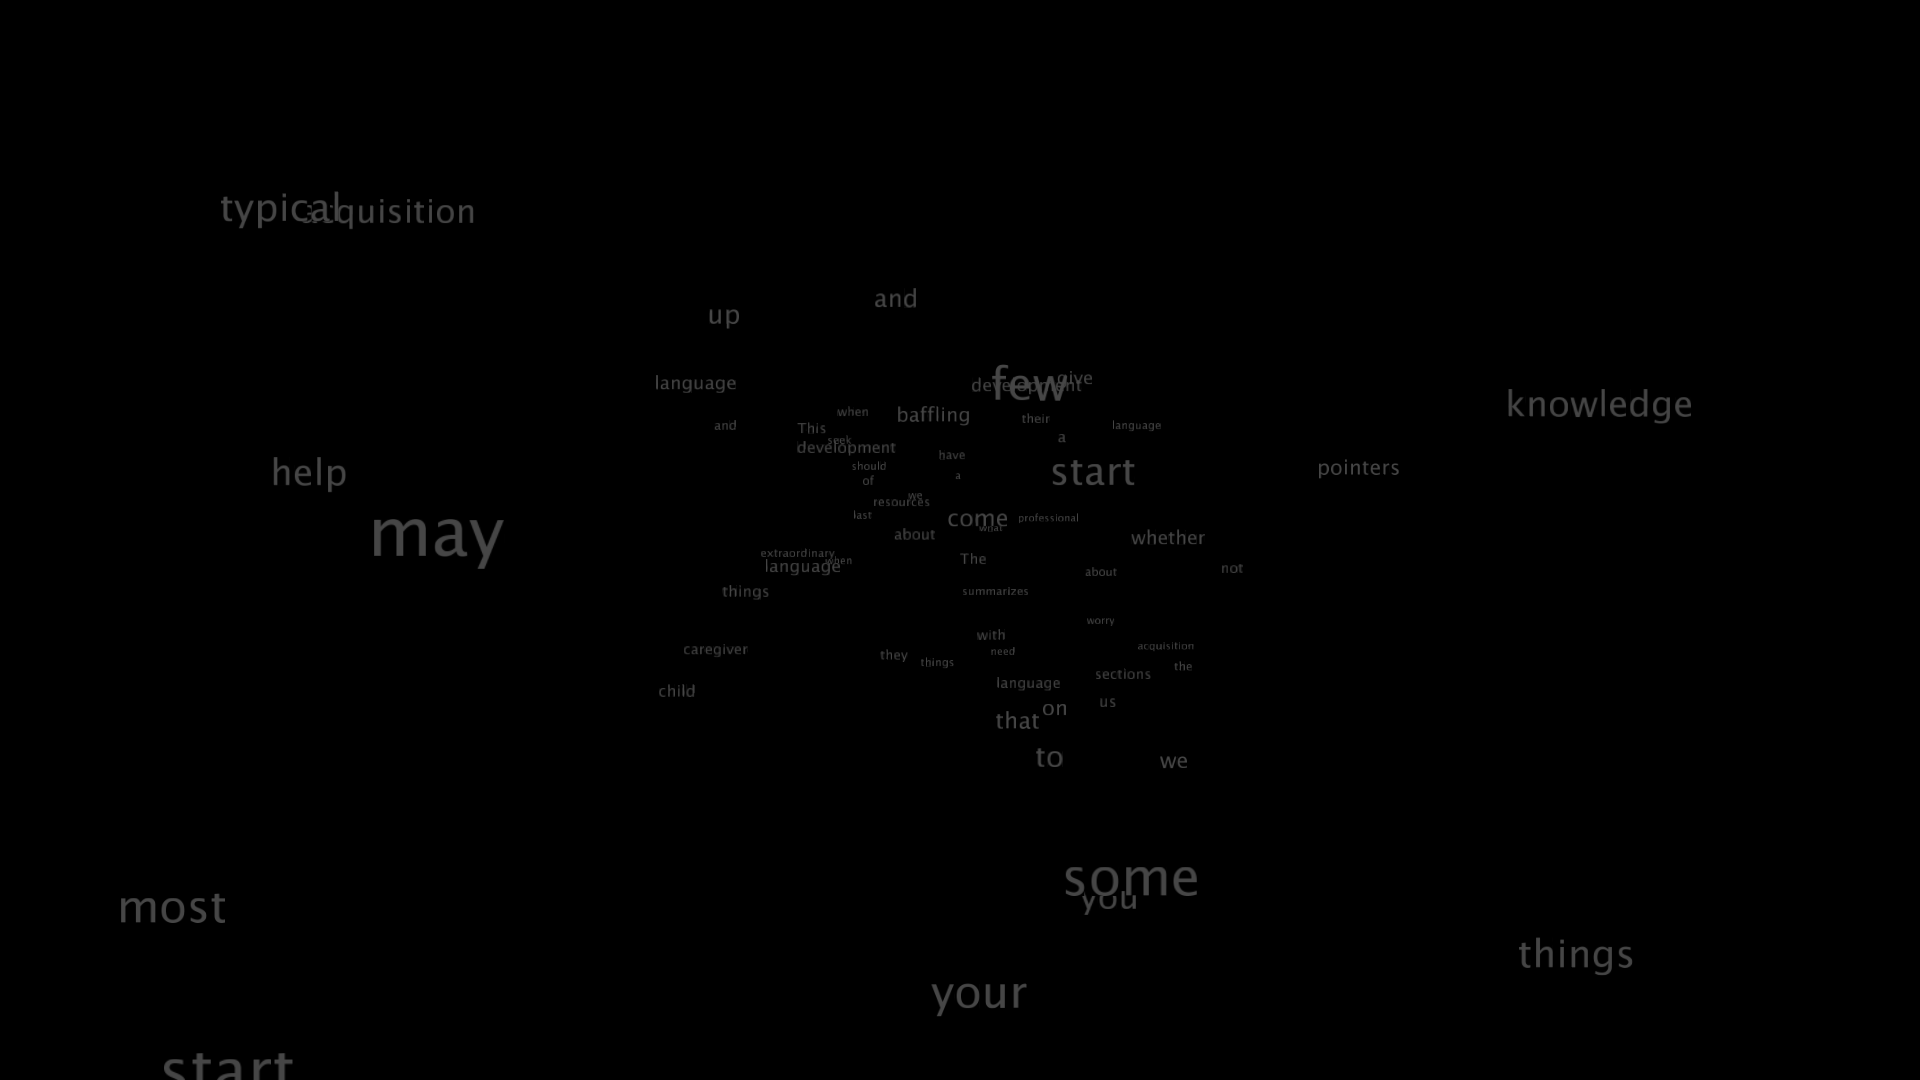 typical
acquisition
and
up
give
language
development
few
knowledge
when
baffling
their
and
This
language
seek
a
development
have
should
start
pointers
help
a
of
we
resources
last
come
professional
what
may
about
whether
extraordinary
when
The
language
not
about
things
summarizes
worry
with
acquisition
caregiver
need
they
things
the
sections
language
child
us
on
that
to
we
some
you
most
things
your
start